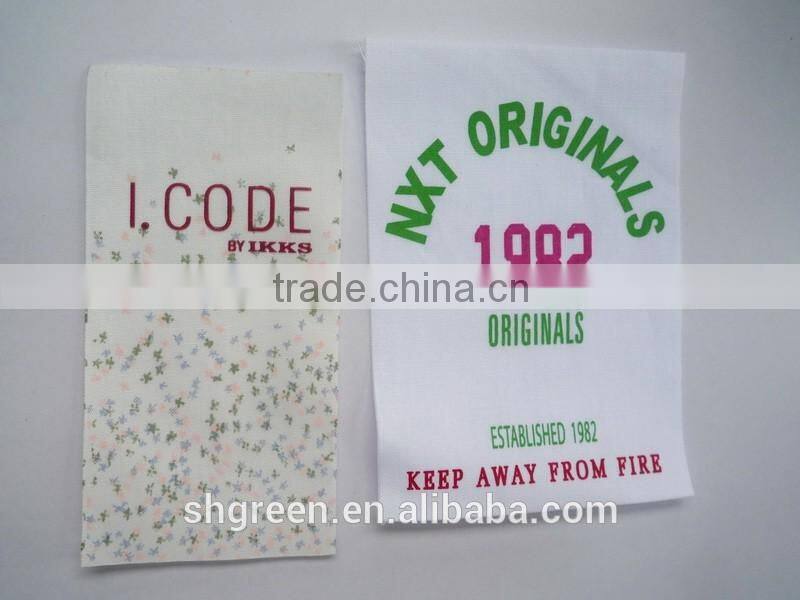 I.CODE
BY IKKS
NXT ORIGINALS
1982
ORIGINALS
ESTABLISHED 1982
KEEP AWAY FROM FIRE
trade.china.cn
shgreen.en.alibaba.com